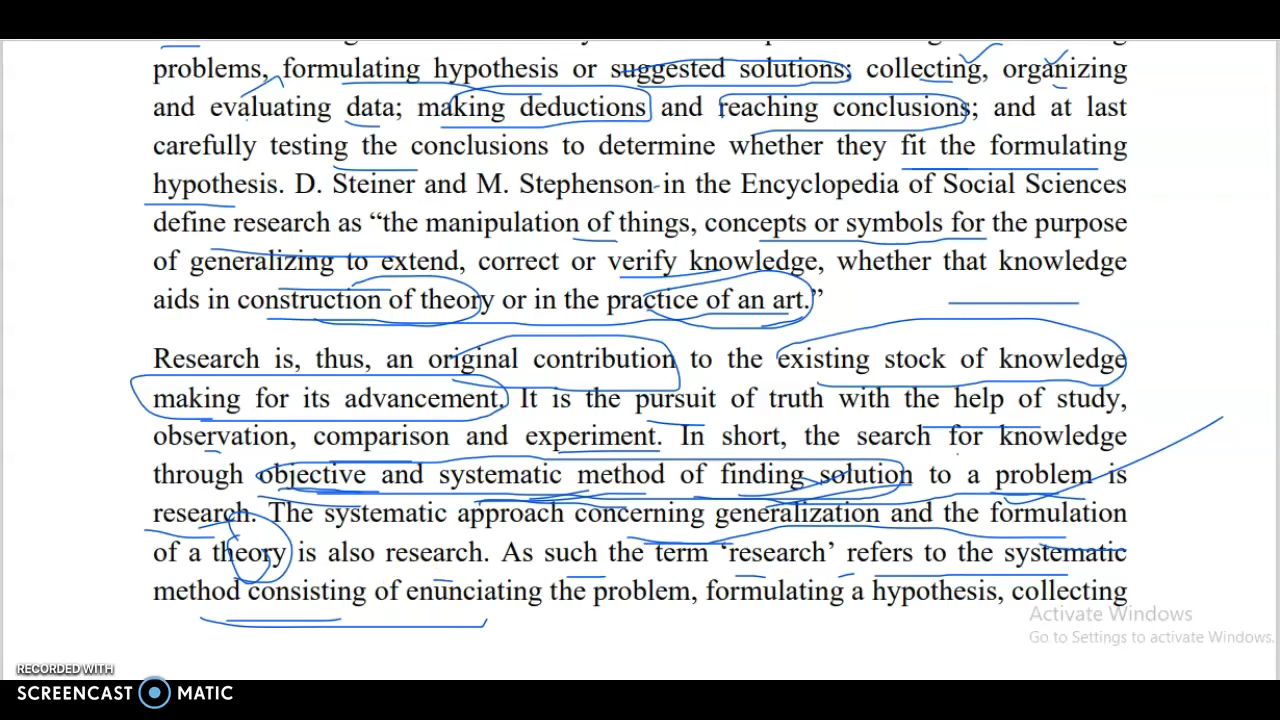 problems, formulating hypothesis or suggested solutions; collecting, organizing
and evaluating data; making deductions and reaching conclusions; and at last
carefully testing the conclusions to determine whether they fit the formulating
hypothesis. D. Steiner and M. Stephenson in the Encyclopedia of Social Sciences
define research as “the manipulation of things, concepts or symbols for the purpose
of generalizing to extend, correct or verify knowledge, whether that knowledge
aids in construction of theory or in the practice of an art.”
Research is, thus, an original contribution to the existing stock of knowledge
making for its advancement. It is the pursuit of truth with the help of study,
observation, comparison and experiment. In short, the search for knowledge
through objective and systematic method of finding solution to a problem is
research. The systematic approach concerning generalization and the formulation
of a theory is also research. As such the term ‘research’ refers to the systematic
method consisting of enunciating the problem, formulating a hypothesis, collecting
Activate Windows
Go to Settings to activate Windows.
RECORDED WITH
SCREENCAST MATIC